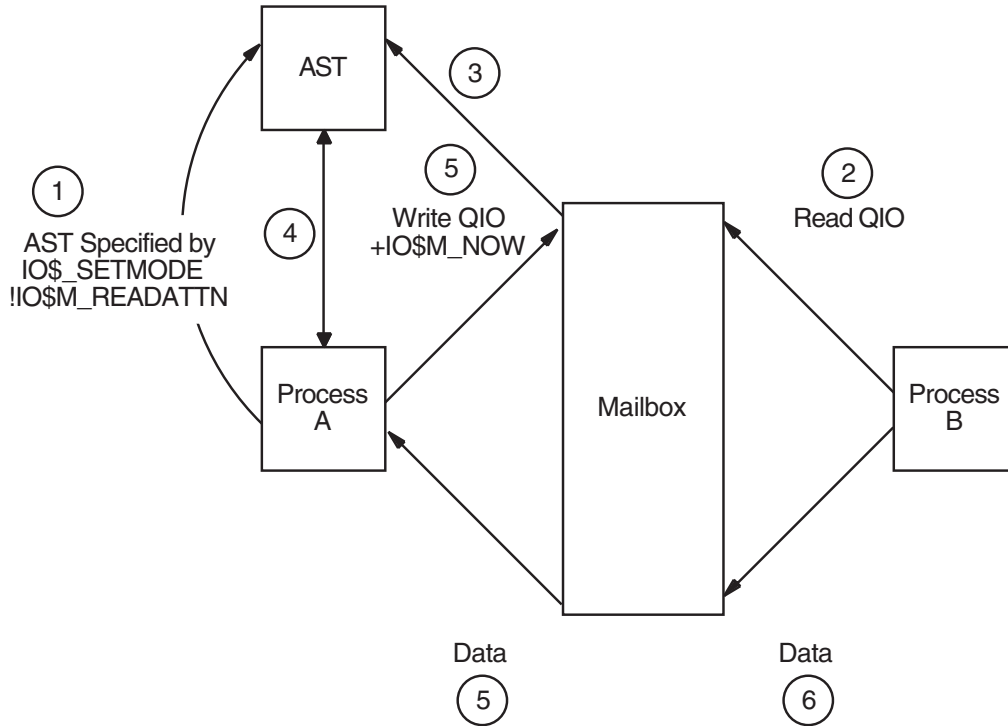 AST
3
1
AST Specified by
IO$_SETMODE
!IO$M_READATTN
4
5
Write QIO
+IO$M_NOW
2
Read QIO
Process
A
Mailbox
Process
B
Data
5
Data
6